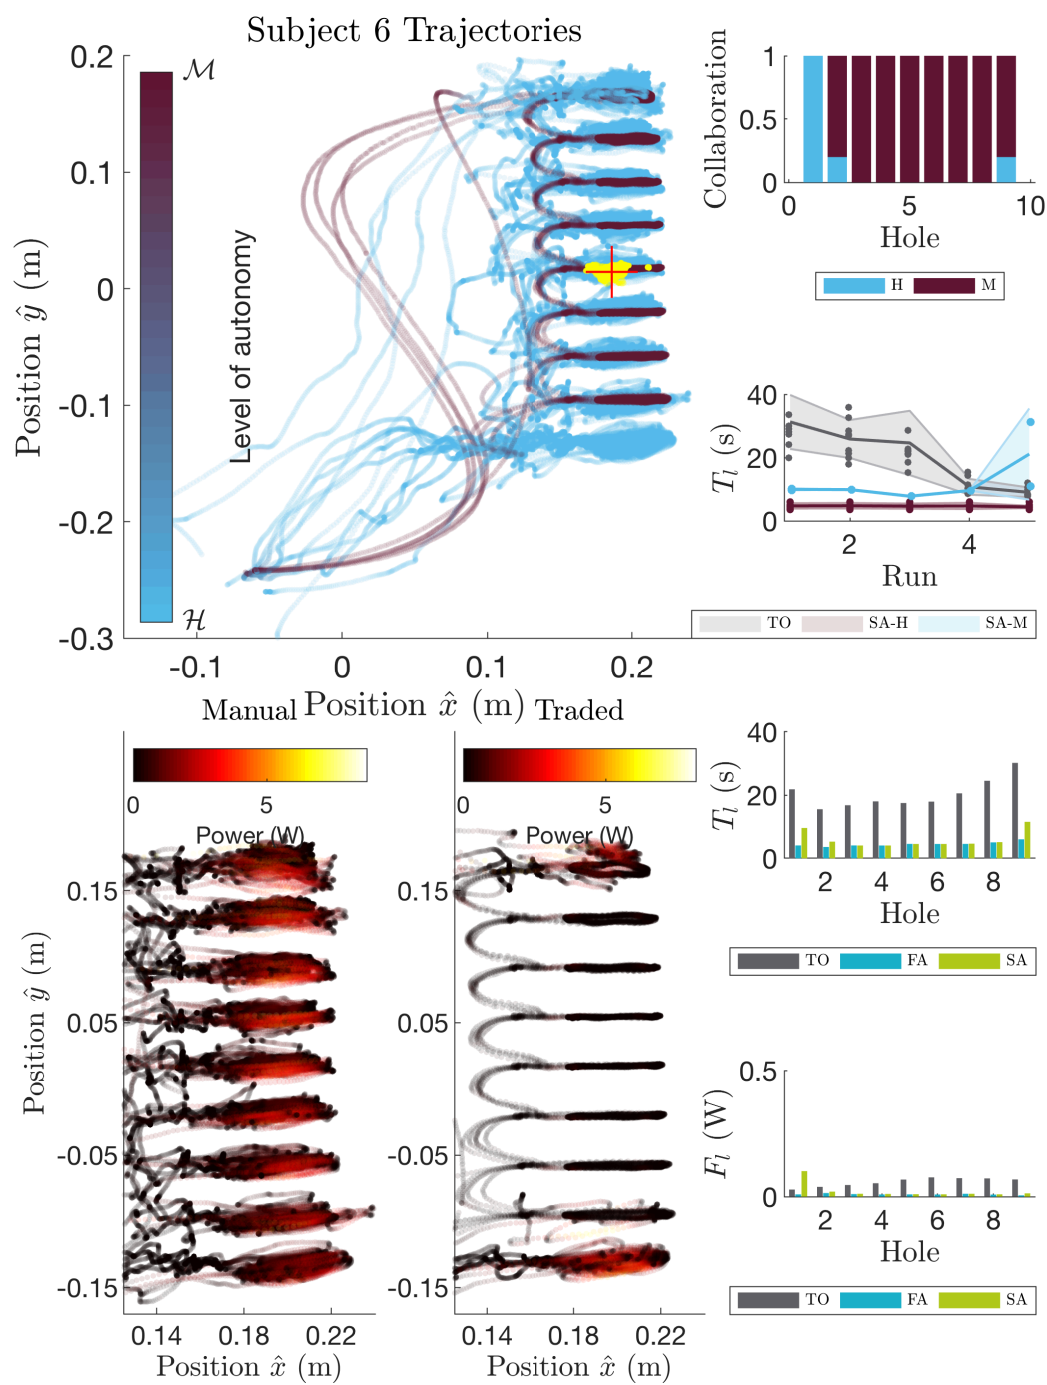 Subject 6 Trajectories
0.2
0.1
0
-0.1
-0.2
-0.3
Position ŷ (m)
ℳ
Level of autonomy
ℋ
-0.1
0
0.1
0.2
Position x̂ (m)
1
0.5
0
Collaboration
0
5
10
Hole
H
M
40
20
0
T_l (s)
2
4
Run
TO
SA-H
SA-M
Manual
0
5
Power (W)
0.15
0.05
-0.05
-0.15
Position ŷ (m)
0.14
0.18
0.22
Position x̂ (m)
Traded
0
5
Power (W)
0.15
0.05
-0.05
-0.15
0.14
0.18
0.22
Position x̂ (m)
40
20
0
T_l (s)
2
4
6
8
Hole
TO
FA
SA
0.5
0
F_l (W)
2
4
6
8
Hole
TO
FA
SA